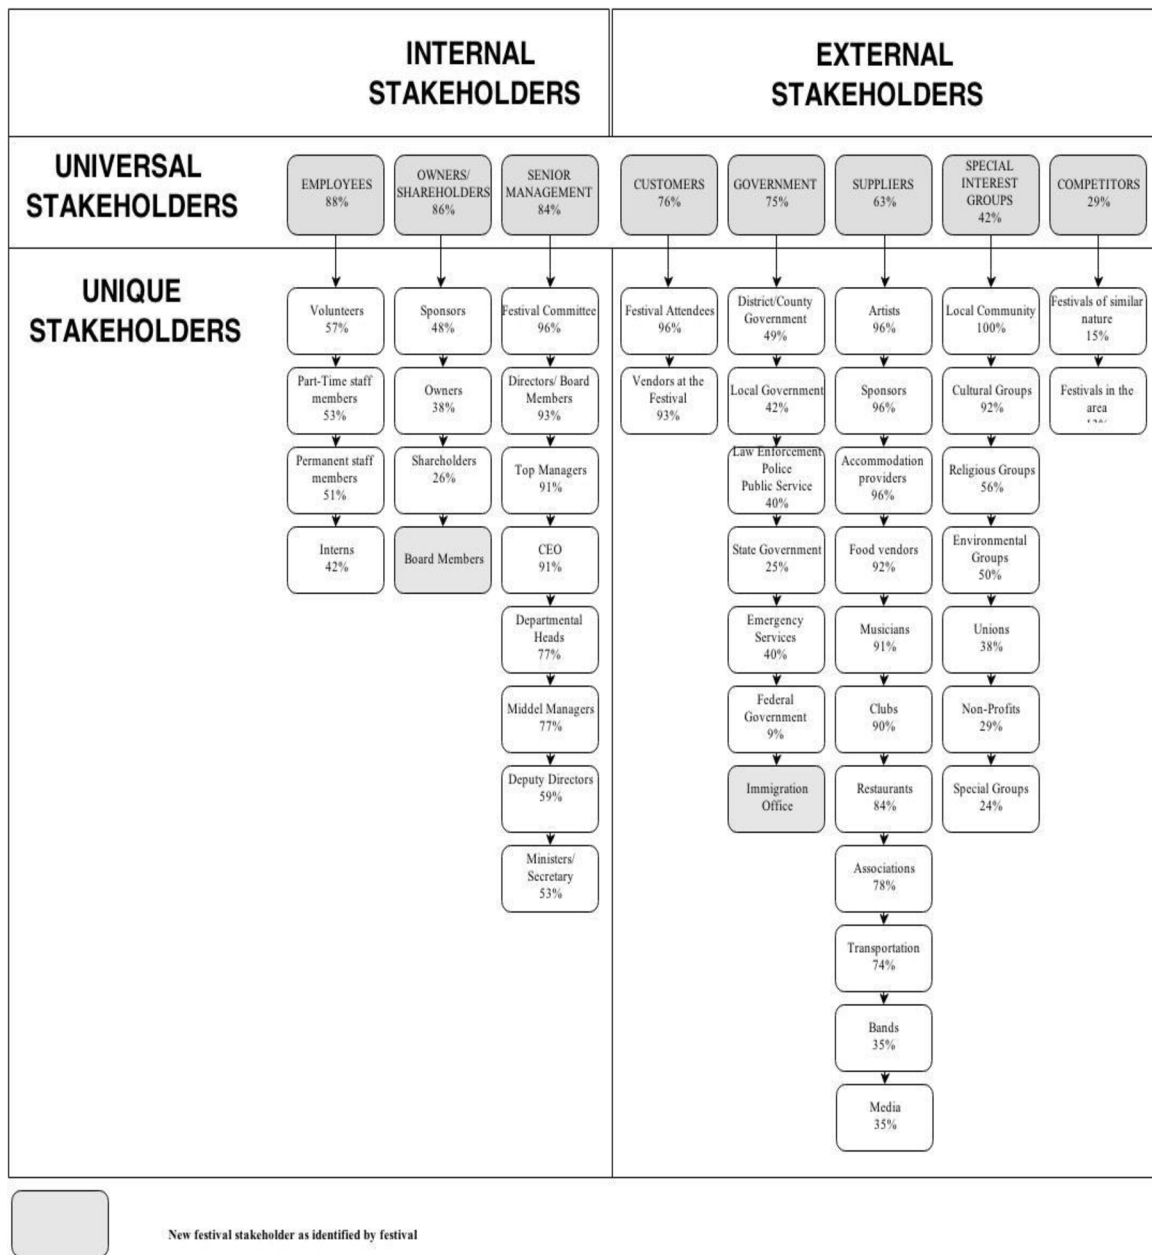 INTERNAL
STAKEHOLDERS
EXTERNAL
STAKEHOLDERS
UNIVERSAL
STAKEHOLDERS
EMPLOYEES
88%
OWNERS/
SHAREHOLDERS
86%
SENIOR
MANAGEMENT
84%
CUSTOMERS
76%
GOVERNMENT
75%
SUPPLIERS
63%
SPECIAL
INTEREST
GROUPS
42%
COMPETITORS
29%
UNIQUE
STAKEHOLDERS
Volunteers
57%
Part-Time staff
members
53%
Permanent staff
members
51%
Interns
42%
Sponsors
48%
Owners
38%
Shareholders
26%
Board Members
Festival Committee
96%
Directors/ Board
Members
93%
Top Managers
91%
CEO
91%
Departmental
Heads
77%
Middel Managers
77%
Deputy Directors
59%
Ministers/
Secretary
53%
Festival Attendees
96%
Vendors at the
Festival
93%
District/County
Government
49%
Local Government
42%
Law Enforcement
Police
Public Service
40%
State Government
25%
Emergency
Services
40%
Federal
Government
9%
Immigration
Office
Artists
96%
Sponsors
96%
Accommodation
providers
96%
Food vendors
92%
Musicians
91%
Clubs
90%
Restaurants
84%
Associations
78%
Transportation
74%
Bands
35%
Media
35%
Local Community
100%
Cultural Groups
92%
Religious Groups
56%
Environmental
Groups
50%
Unions
38%
Non-Profits
29%
Special Groups
24%
Festivals of similar
nature
15%
Festivals in the
area
New festival stakeholder as identified by festival